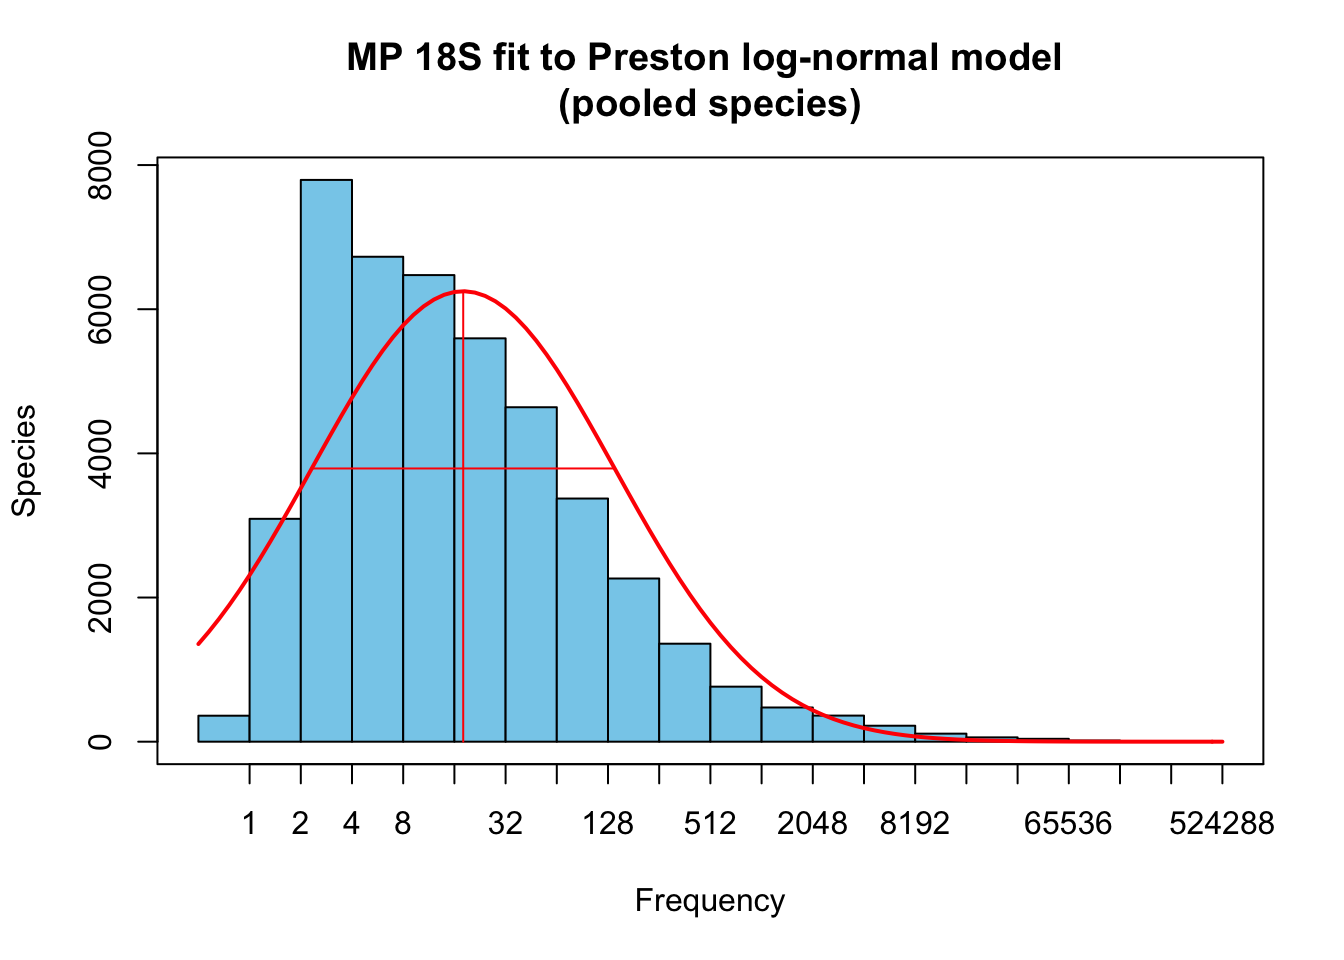 MP 18S fit to Preston log-normal model
(pooled species)
8000
6000
4000
2000
0
Species
1 2 4 8 32 128 512 2048 8192 65536 524288
Frequency